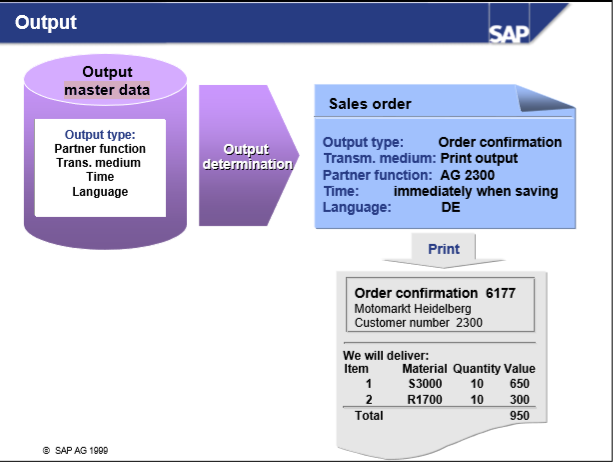 Output
SAP
Output
master data
Output type:
Partner function
Trans. medium
Time
Language
Output
determination
Sales order
Output type: Order confirmation
Transm. medium: Print output
Partner function: AG 2300
Time: immediately when saving
Language: DE
Print
Order confirmation 6177
Motomarkt Heidelberg
Customer number 2300
We will deliver:
Item Material Quantity Value
1 S3000 10 650
2 R1700 10 300
Total 950
© SAP AG 1999